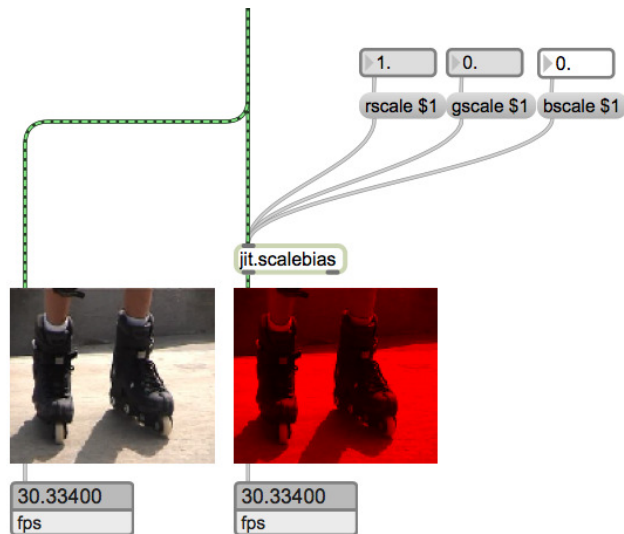 1. 0. 0.
rscale $1 gscale $1 bscale $1
jit.scalebias
30.33400 30.33400
fps fps